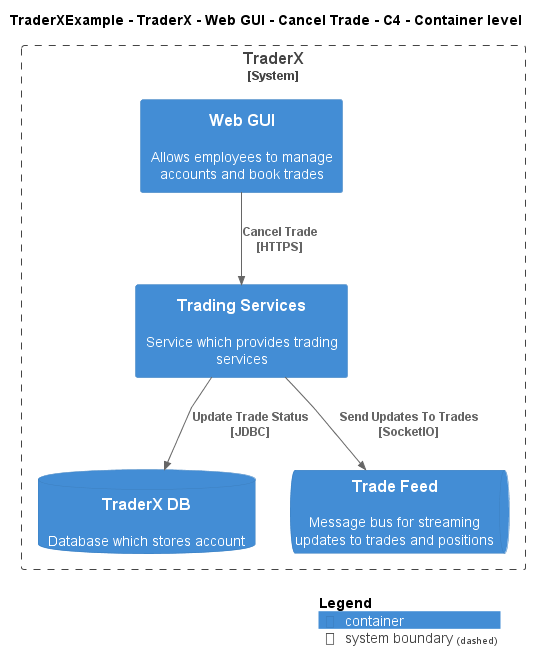 TraderXExample - TraderX - Web GUI - Cancel Trade - C4 - Container level
TraderX
[System]
Web GUI
Allows employees to manage
accounts and book trades
Cancel Trade
[HTTPS]
Trading Services
Service which provides trading
services
Update Trade Status
[JDBC]
Send Updates To Trades
[SocketIO]
TraderX DB
Database which stores account
Trade Feed
Message bus for streaming
updates to trades and positions
Legend
container
system boundary (dashed)